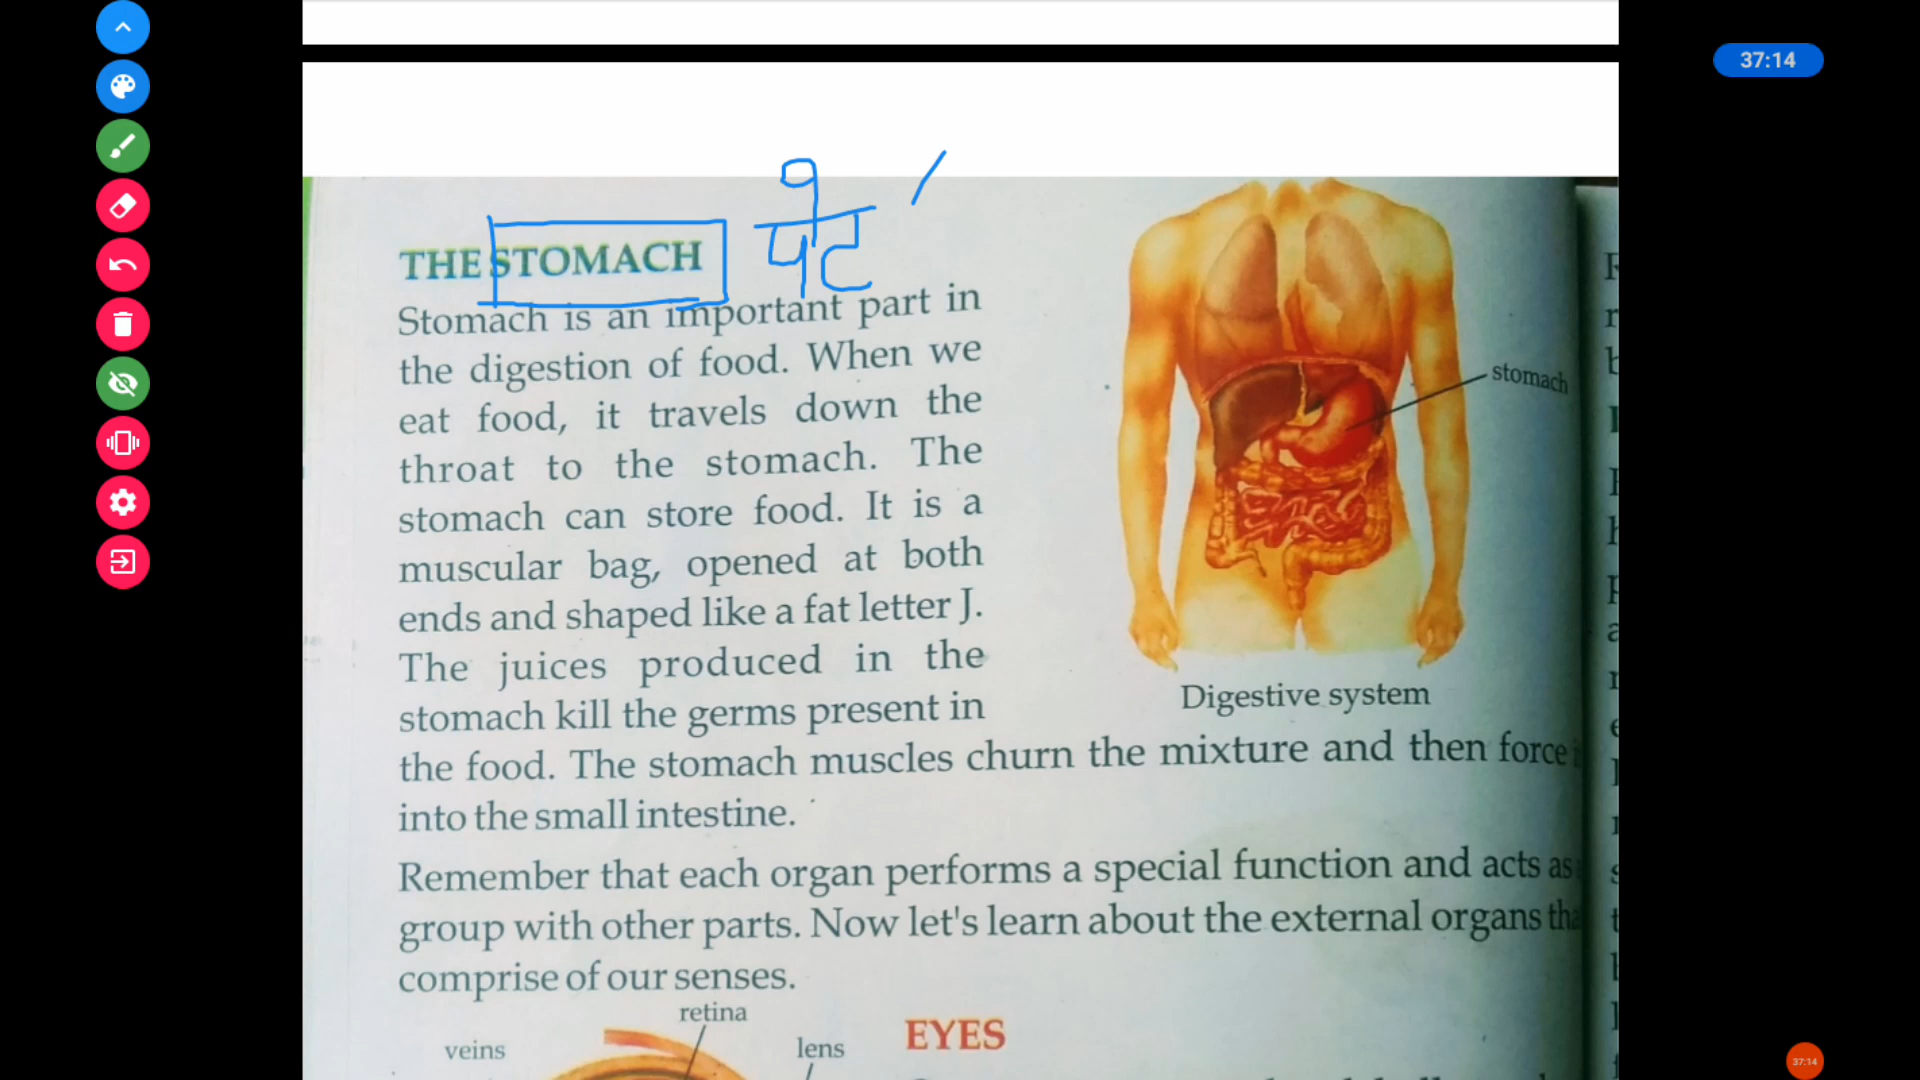 37:14
THE STOMACH
Stomach is an important part in
the digestion of food. When we
eat food, it travels down the
throat to the stomach. The
stomach can store food. It is a
muscular bag, opened at both
ends and shaped like a fat letter J.
The juices produced in the
stomach kill the germs present in
the food. The stomach muscles churn the mixture and then force
into the small intestine.
stomach
Digestive system
Remember that each organ performs a special function and acts as
group with other parts. Now let's learn about the external organs
comprise of our senses.
retina
veins
lens
EYES
37:14